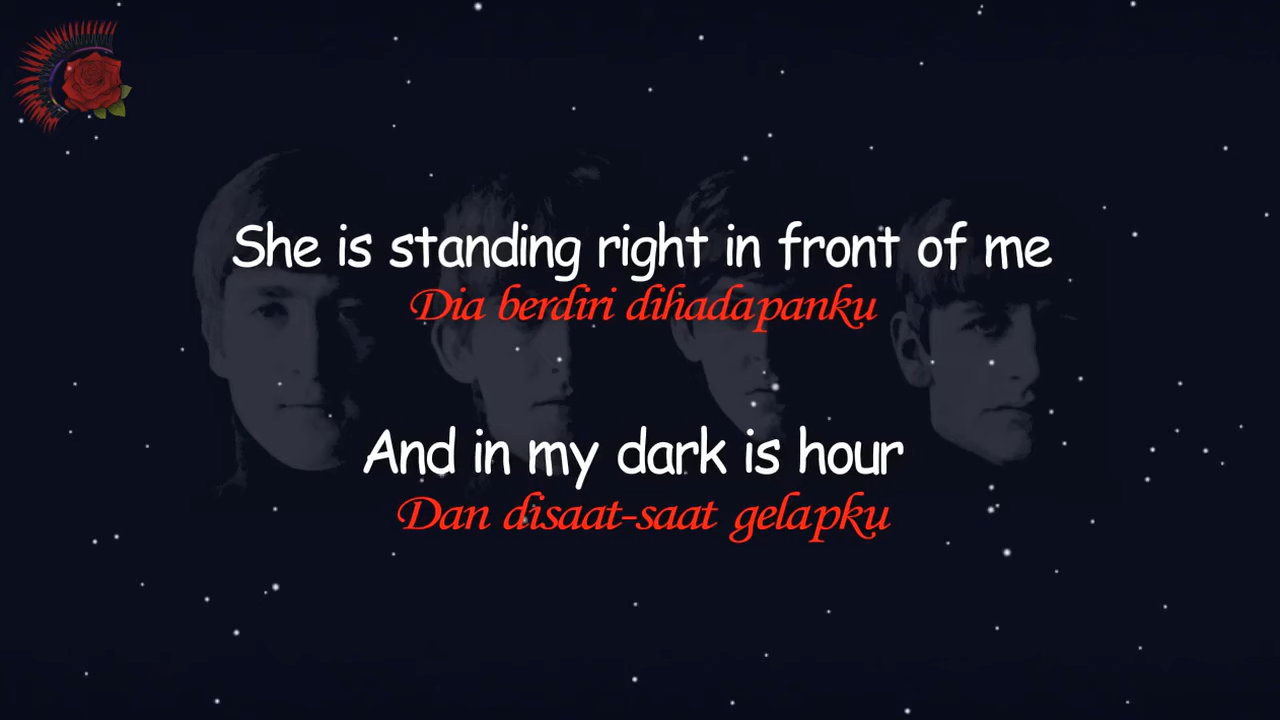 She is standing right in front of me
Dia berdiri dihadapanku
And in my dark is hour
Dan disaat-saat gelapku